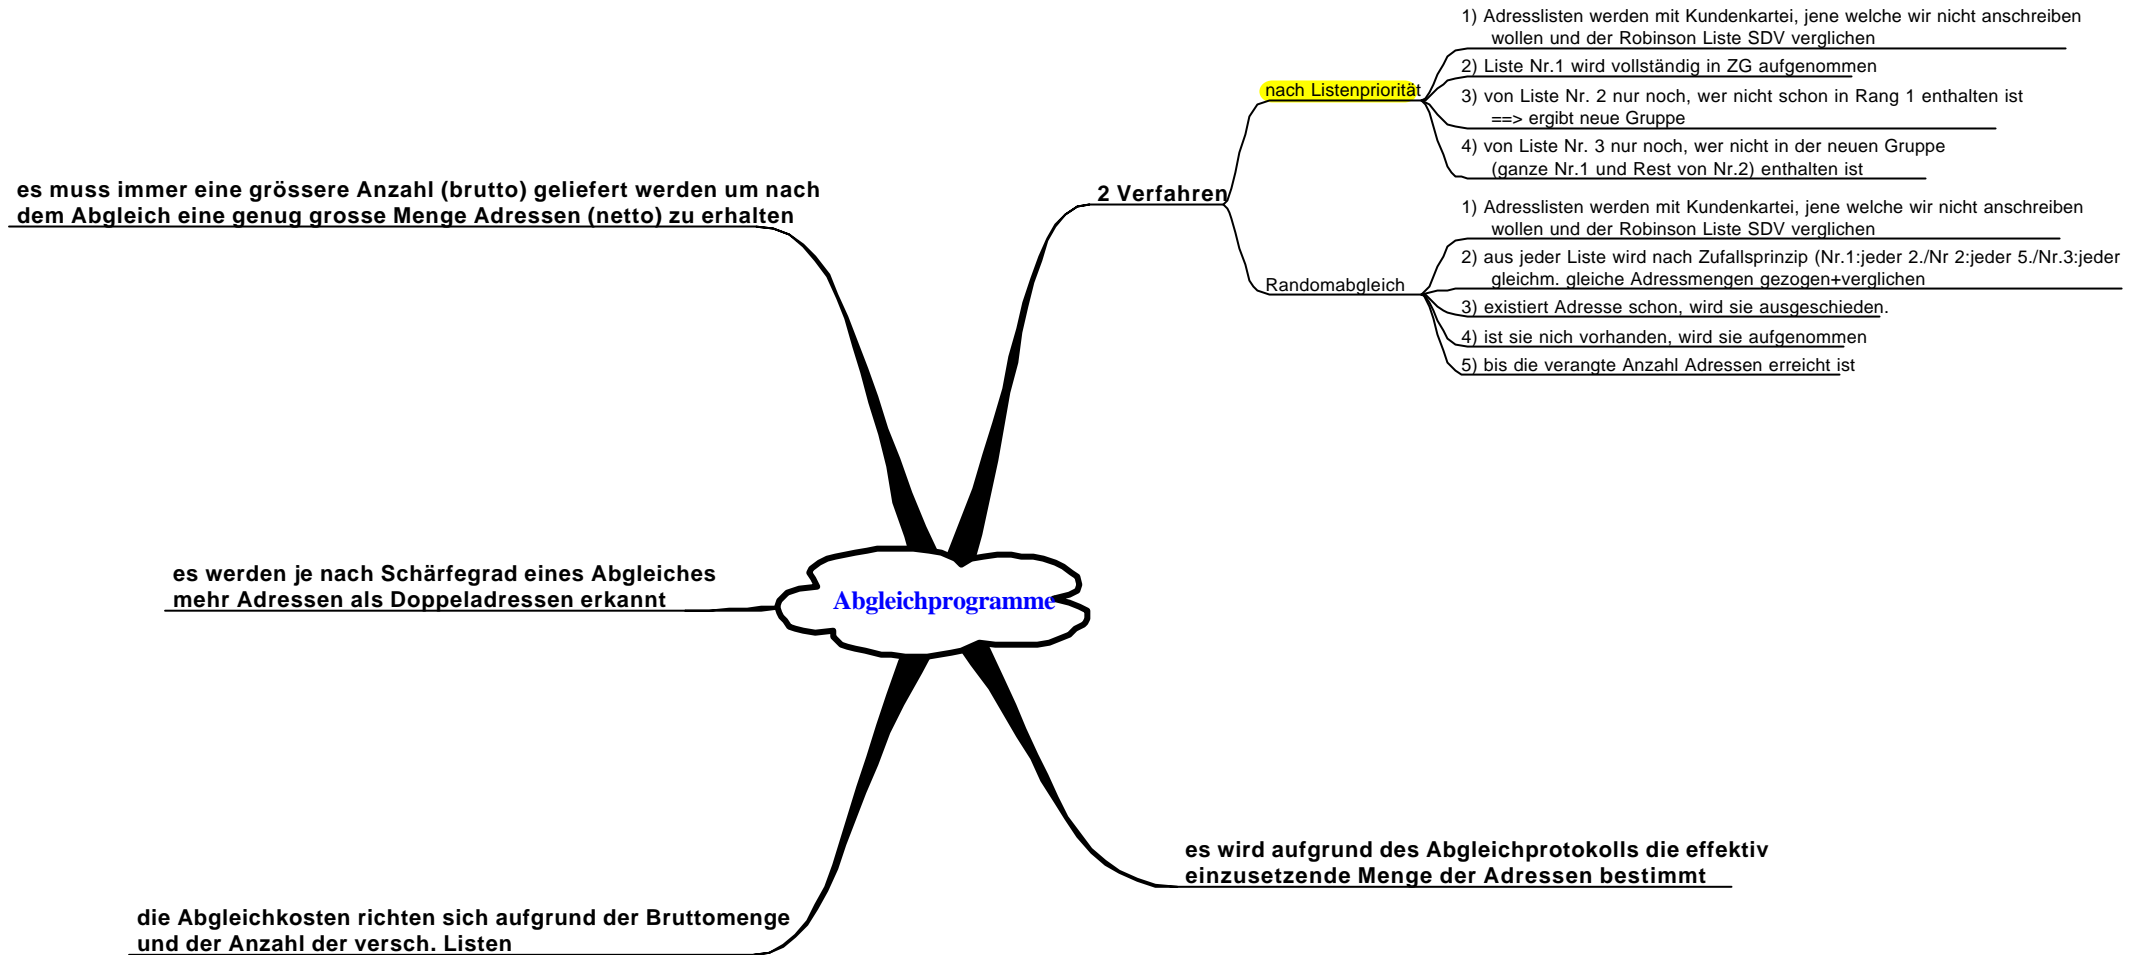 1) Adresslisten werden mit Kundenkartei, jene welche wir nicht anschreiben
wollen und der Robinson Liste SDV verglichen
2) Liste Nr.1 wird vollständig in ZG aufgenommen
nach Listenpriorität
3) von Liste Nr. 2 nur noch, wer nicht schon in Rang 1 enthalten ist
==> ergibt neue Gruppe
4) von Liste Nr. 3 nur noch, wer nicht in der neuen Gruppe
(ganze Nr.1 und Rest von Nr.2) enthalten ist
es muss immer eine grössere Anzahl (brutto) geliefert werden um nach
dem Abgleich eine genug grosse Menge Adressen (netto) zu erhalten
2 Verfahren
1) Adresslisten werden mit Kundenkartei, jene welche wir nicht anschreiben
wollen und der Robinson Liste SDV verglichen
2) aus jeder Liste wird nach Zufallsprinzip (Nr.1:jeder 2./Nr 2:jeder 5./Nr.3:jeder
gleichm. gleiche Adressmengen gezogen+verglichen
Randomabgleich
3) existiert Adresse schon, wird sie ausgeschieden.
4) ist sie nich vorhanden, wird sie aufgenommen
5) bis die verangte Anzahl Adressen erreicht ist
es werden je nach Schärfegrad eines Abgleiches
mehr Adressen als Doppeladressen erkannt
Abgleichprogramme
es wird aufgrund des Abgleichprotokolls die effektiv
einzusetzende Menge der Adressen bestimmt
die Abgleichkosten richten sich aufgrund der Bruttomenge
und der Anzahl der versch. Listen